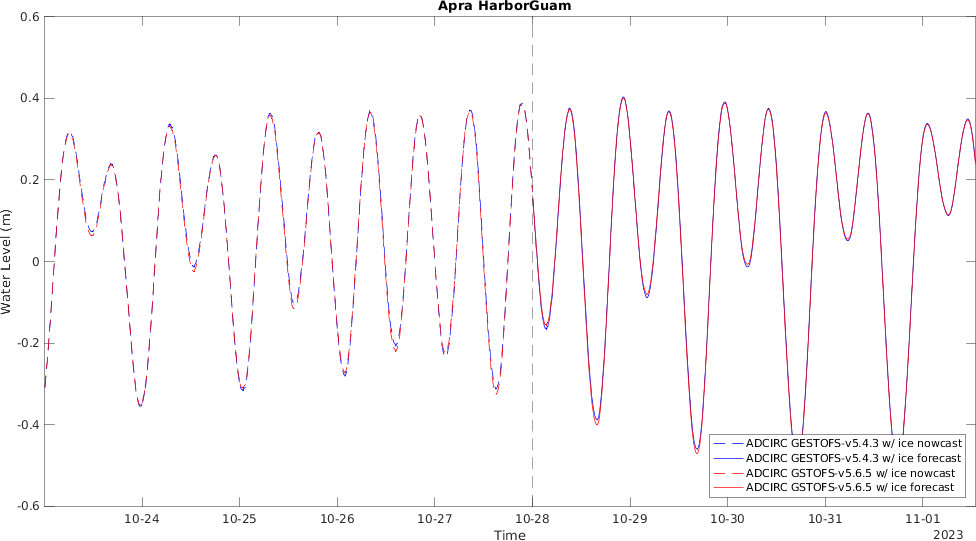 Apra HarborGuam
0.6
0.4
0.2
0
-0.2
-0.4
-0.6
Water Level (m)
ADCIRC GESTOFS-v5.4.3 w/ ice nowcast
ADCIRC GESTOFS-v5.4.3 w/ ice forecast
ADCIRC GSTOFS-v5.6.5 w/ ice nowcast
ADCIRC GSTOFS-v5.6.5 w/ ice forecast
10-24 10-25 10-26 10-27 10-28 10-29 10-30 10-31 11-01
Time
2023